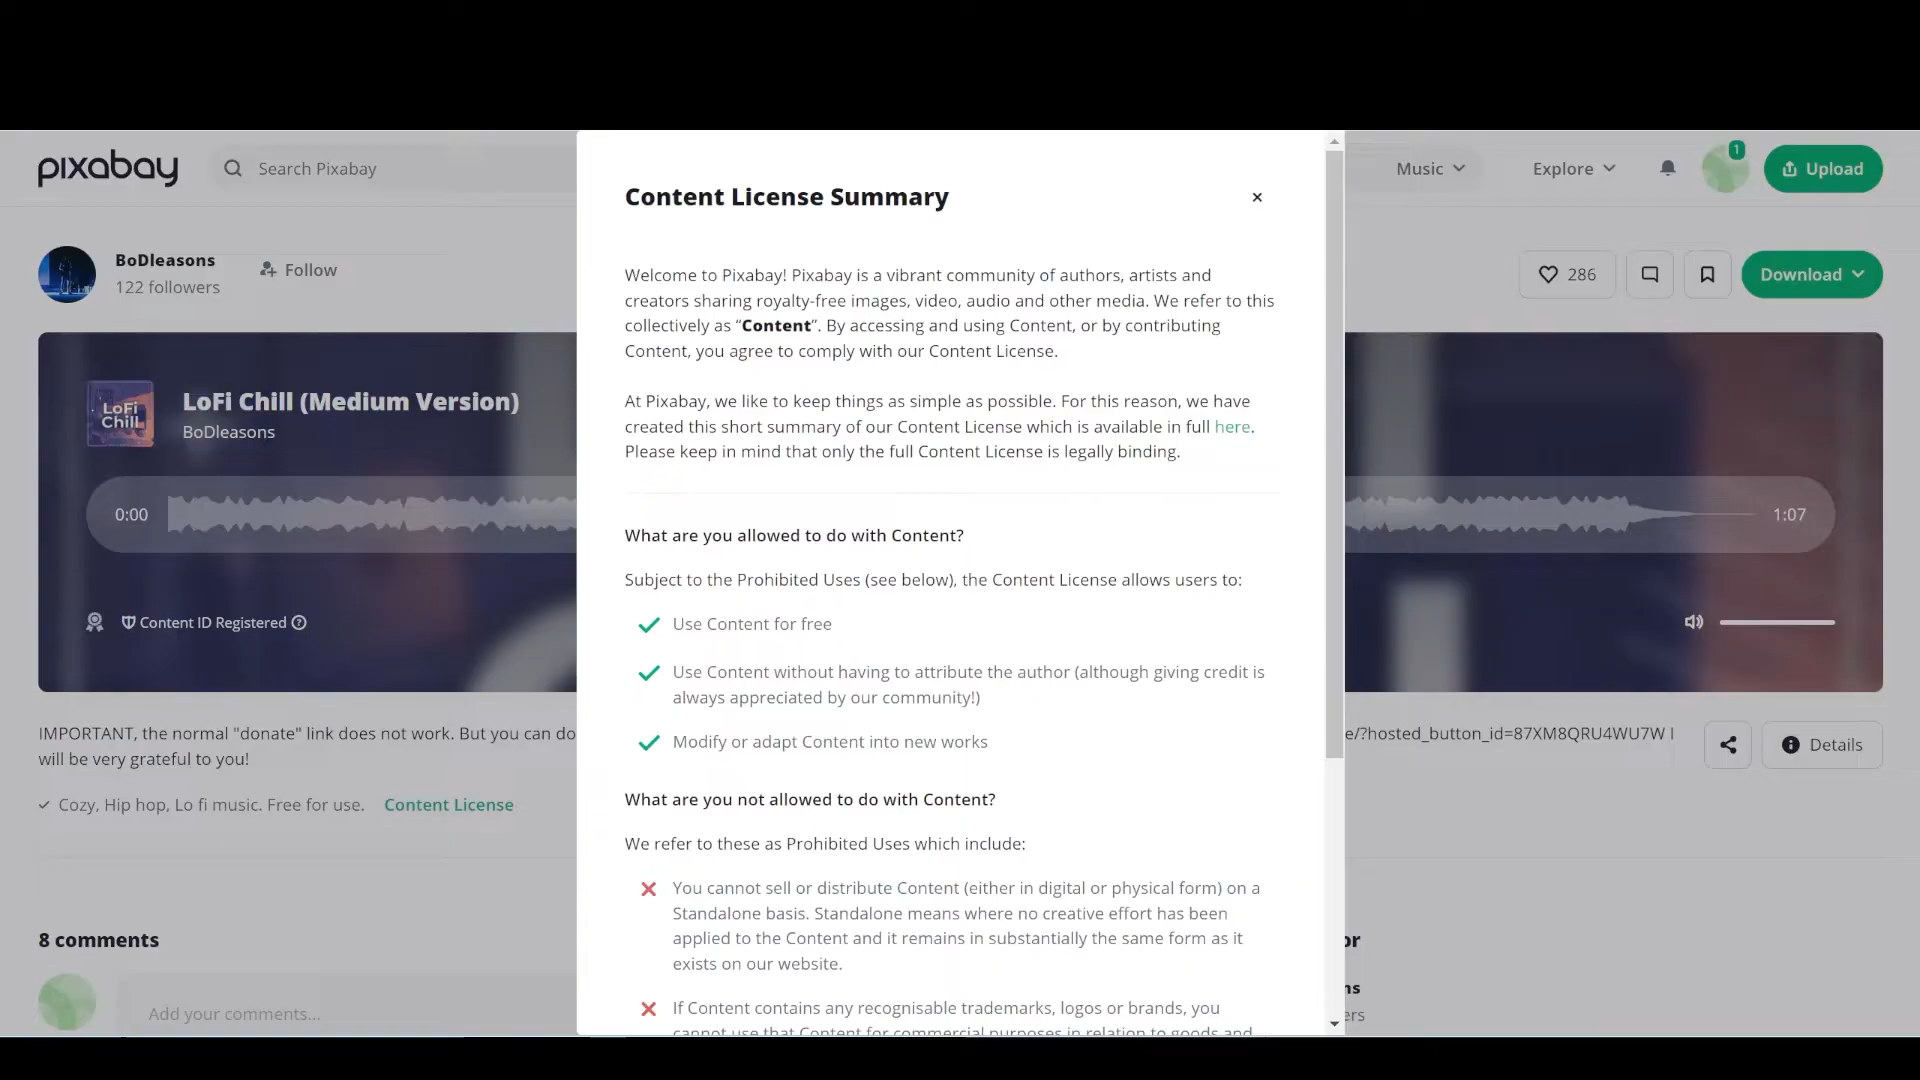 pixabay
Search Pixabay
Music
Explore
1
Upload
BoDleasons
122 followers
Follow
286
Download
LoFi Chill
LoFi Chill (Medium Version)
BoDleasons
0:00
1:07
Content ID Registered
IMPORTANT, the normal "donate" link does not work. But you can do
will be very grateful to you!
e/?hosted_button_id=87XM8QRU4WU7W
Details
Cozy, Hip hop, Lo fi music. Free for use. Content License
8 comments
Add your comments...
Content License Summary
Welcome to Pixabay! Pixabay is a vibrant community of authors, artists and
creators sharing royalty-free images, video, audio and other media. We refer to this
collectively as “Content”. By accessing and using Content, or by contributing
Content, you agree to comply with our Content License.
At Pixabay, we like to keep things as simple as possible. For this reason, we have
created this short summary of our Content License which is available in full here.
Please keep in mind that only the full Content License is legally binding.
What are you allowed to do with Content?
Subject to the Prohibited Uses (see below), the Content License allows users to:
Use Content for free
Use Content without having to attribute the author (although giving credit is
always appreciated by our community!)
Modify or adapt Content into new works
What are you not allowed to do with Content?
We refer to these as Prohibited Uses which include:
You cannot sell or distribute Content (either in digital or physical form) on a
Standalone basis. Standalone means where no creative effort has been
applied to the Content and it remains in substantially the same form as it
exists on our website.
If Content contains any recognisable trademarks, logos or brands, you
cannot use that Content for commercial purposes in relation to goods and